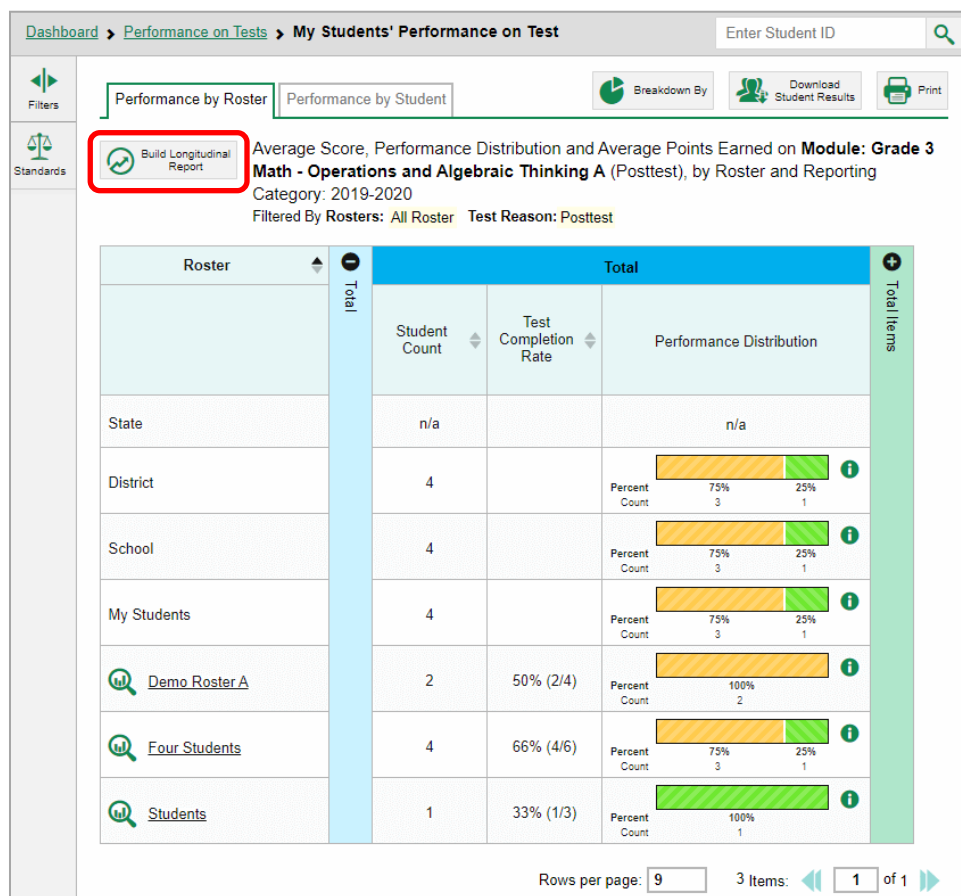 Dashboard > Performance on Tests > My Students' Performance on Test
Enter Student ID
Filters
Standards
Performance by Roster
Performance by Student
Breakdown By
Download
Student Results
Print
Build Longitudinal
Report
Average Score, Performance Distribution and Average Points Earned on Module: Grade 3
Math - Operations and Algebraic Thinking A (Posttest), by Roster and Reporting
Category: 2019-2020
Filtered By Rosters: All Roster Test Reason: Posttest
Roster
Total
Total
Total Items
Student
Count
Test
Completion
Rate
Performance Distribution
State n/a n/a
District 4
Percent 75% 25%
Count 3 1
School 4
Percent 75% 25%
Count 3 1
My Students 4
Percent 75% 25%
Count 3 1
Demo Roster A 2 50% (2/4)
Percent 100%
Count 2
Four Students 4 66% (4/6)
Percent 75% 25%
Count 3 1
Students 1 33% (1/3)
Percent 100%
Count 1
Rows per page: 9 3 Items: 1 of 1